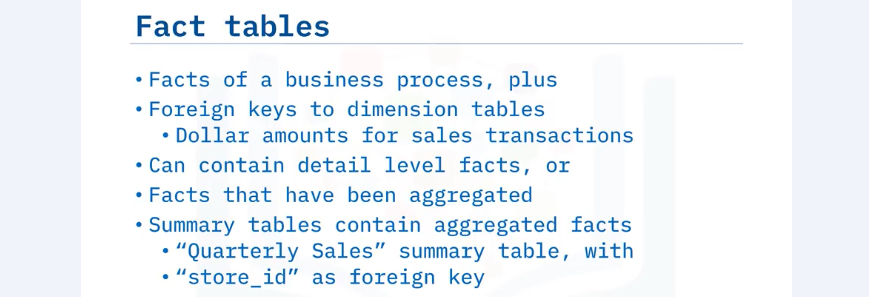 Fact tables
• Facts of a business process, plus
• Foreign keys to dimension tables
• Dollar amounts for sales transactions
• Can contain detail level facts, or
• Facts that have been aggregated
• Summary tables contain aggregated facts
• “Quarterly Sales” summary table, with
• “store_id” as foreign key